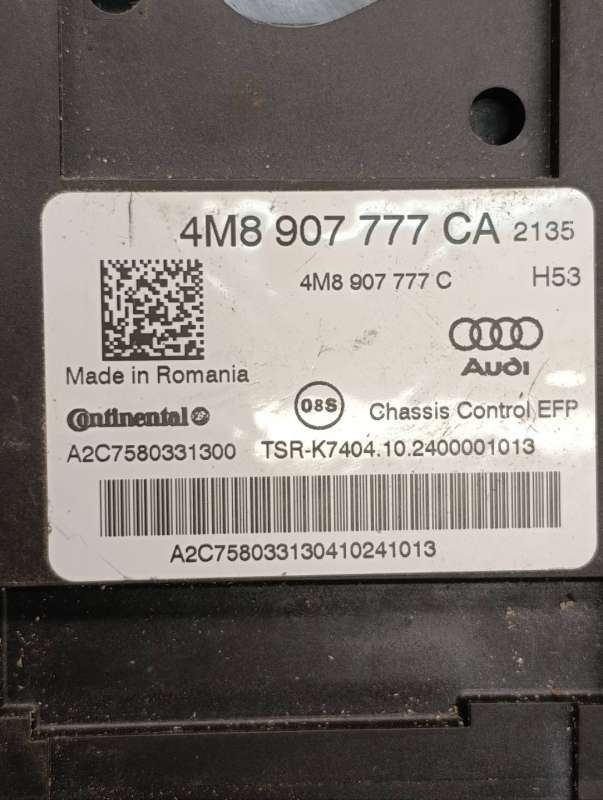 4M8 907 777 CA 2135
4M8 907 777 C H53
Audi
Made in Romania
Continental 08S Chassis Control EFP
A2C7580331300 TSR-K7404.10.2400001013
A2C758033130410241013